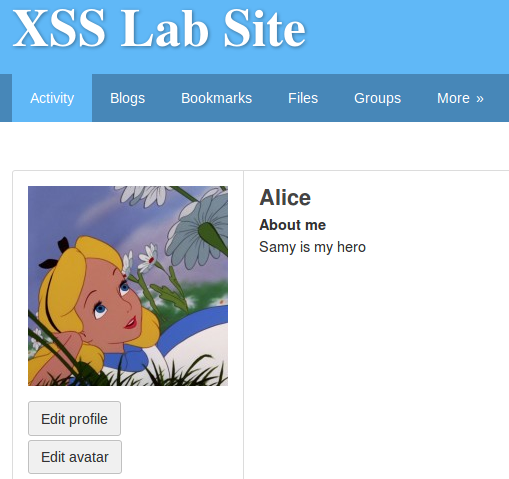 XSS Lab Site
Activity Blogs Bookmarks Files Groups More »
Alice
About me
Samy is my hero
Edit profile
Edit avatar